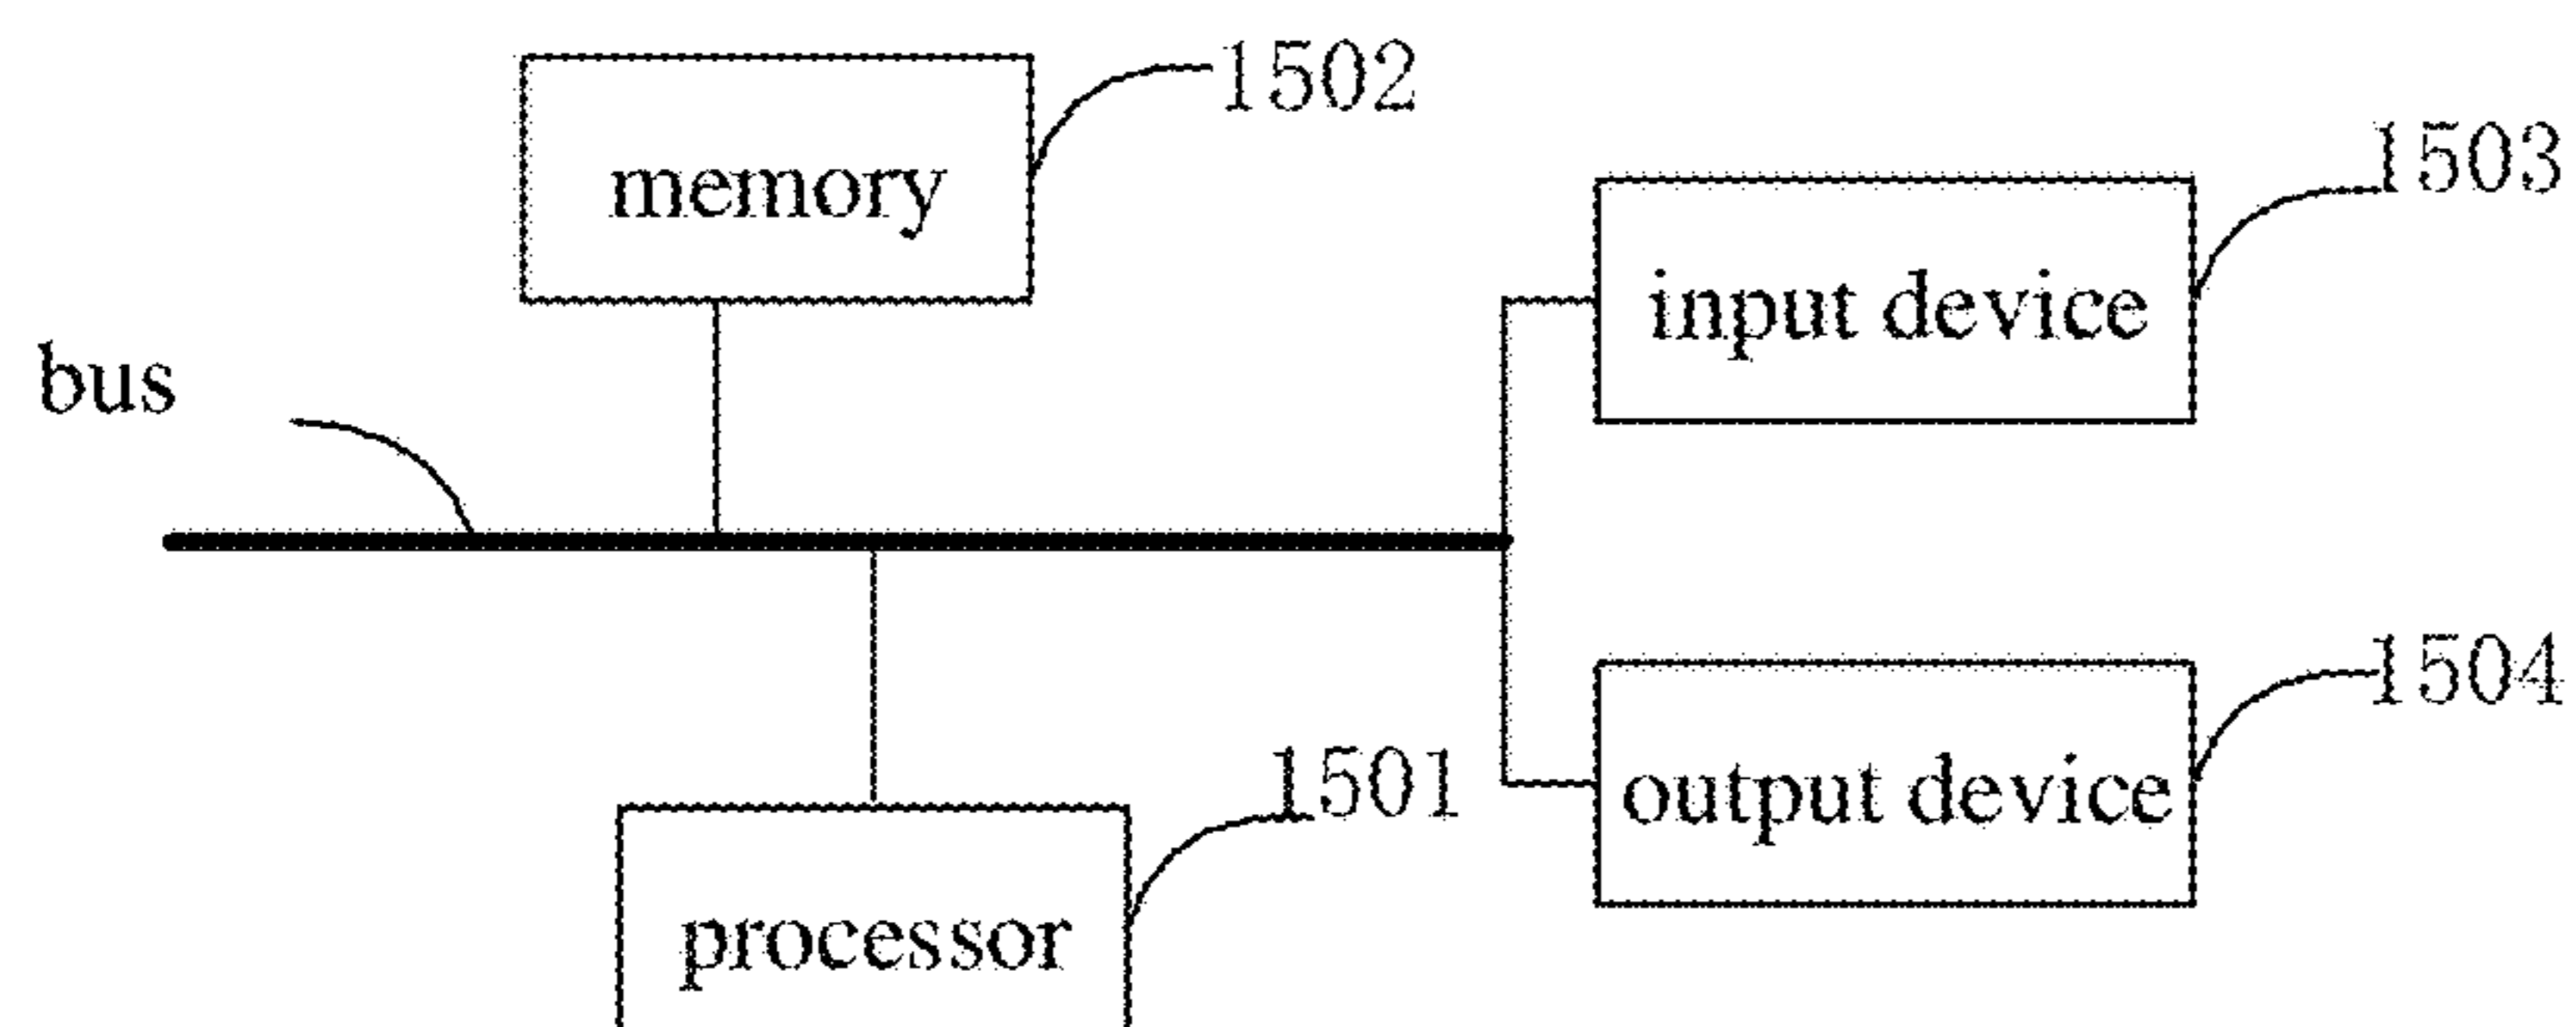 1502
memory
1503
input device
bus
1504
output device
1501
processor